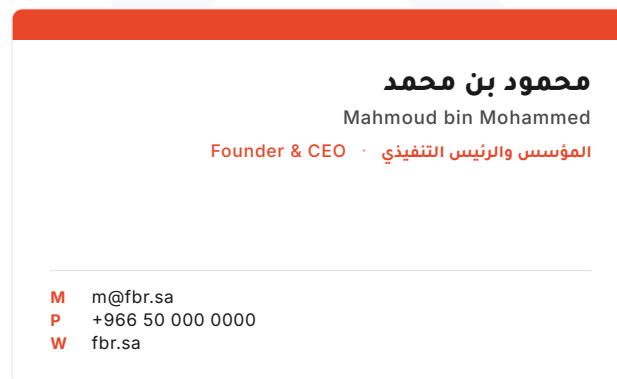 محمود بن محمد
Mahmoud bin Mohammed
المؤسس والرئيس التنفيذي · Founder & CEO
M m@fbr.sa
P +966 50 000 0000
W fbr.sa